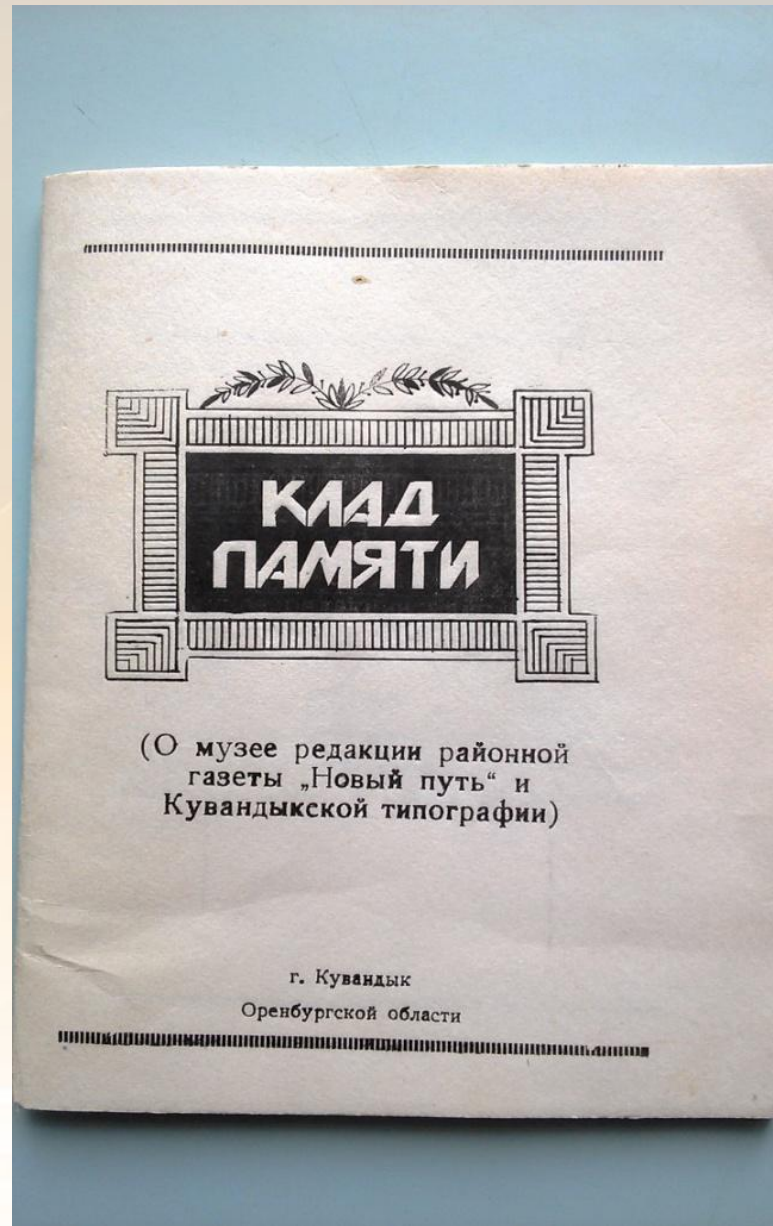 КЛАД
ПАМЯТИ
(О музее редакции районной
газеты „Новый путь“ и
Кувандыкской типографии)
г. Кувандык
Оренбургской области